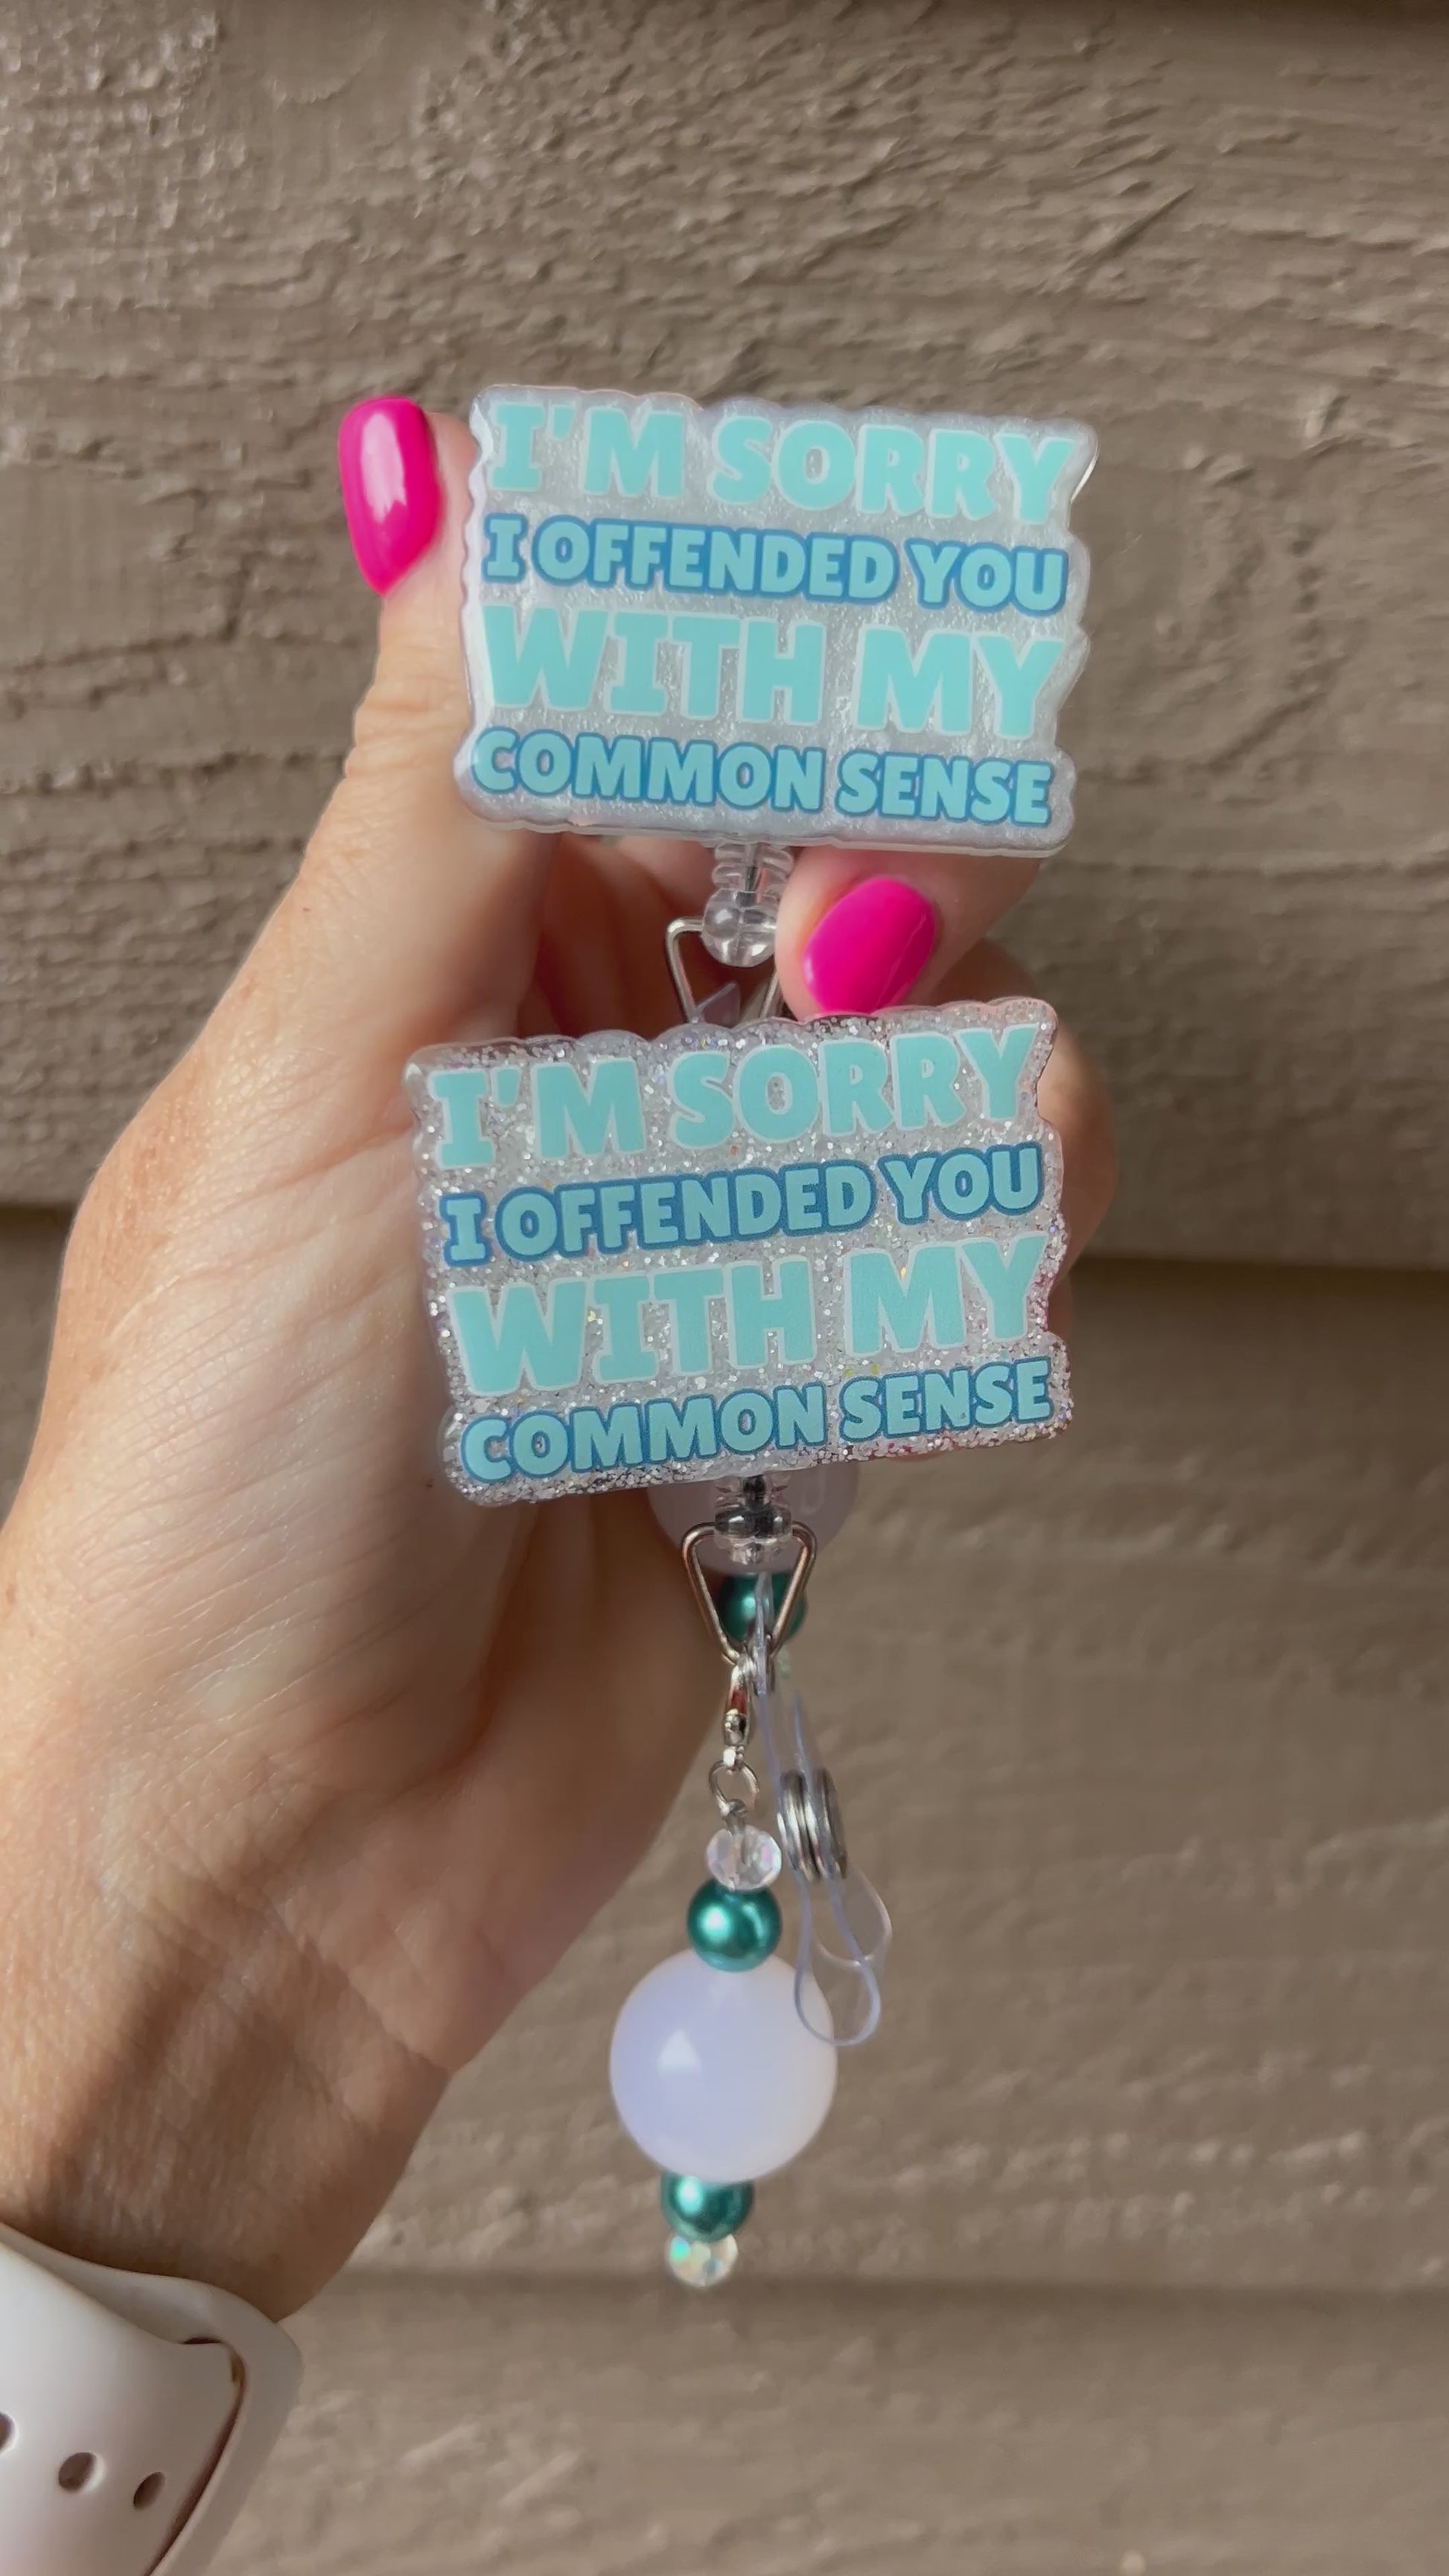 I'M SORRY
I OFFENDED YOU
WITH MY
COMMON SENSE
I'M SORRY
I OFFENDED YOU
WITH MY
COMMON SENSE